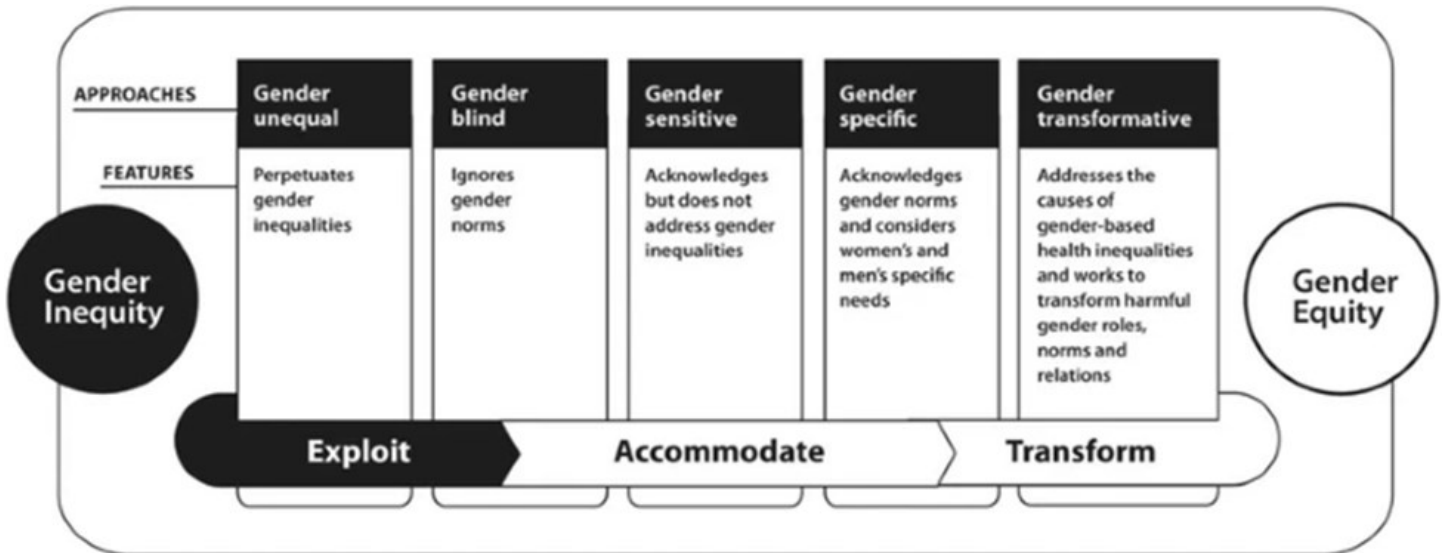 APPROACHES
Gender
unequal
Gender
blind
Gender
sensitive
Gender
specific
Gender
transformative
FEATURES
Perpetuates
gender
inequalities
Ignores
gender
norms
Acknowledges
but does not
address gender
inequalities
Acknowledges
gender norms
and considers
women's and
men's specific
needs
Addresses the
causes of
gender-based
health inequalities
and works to
transform harmful
gender roles,
norms and
relations
Gender
Inequity
Gender
Equity
Exploit
Accommodate
Transform